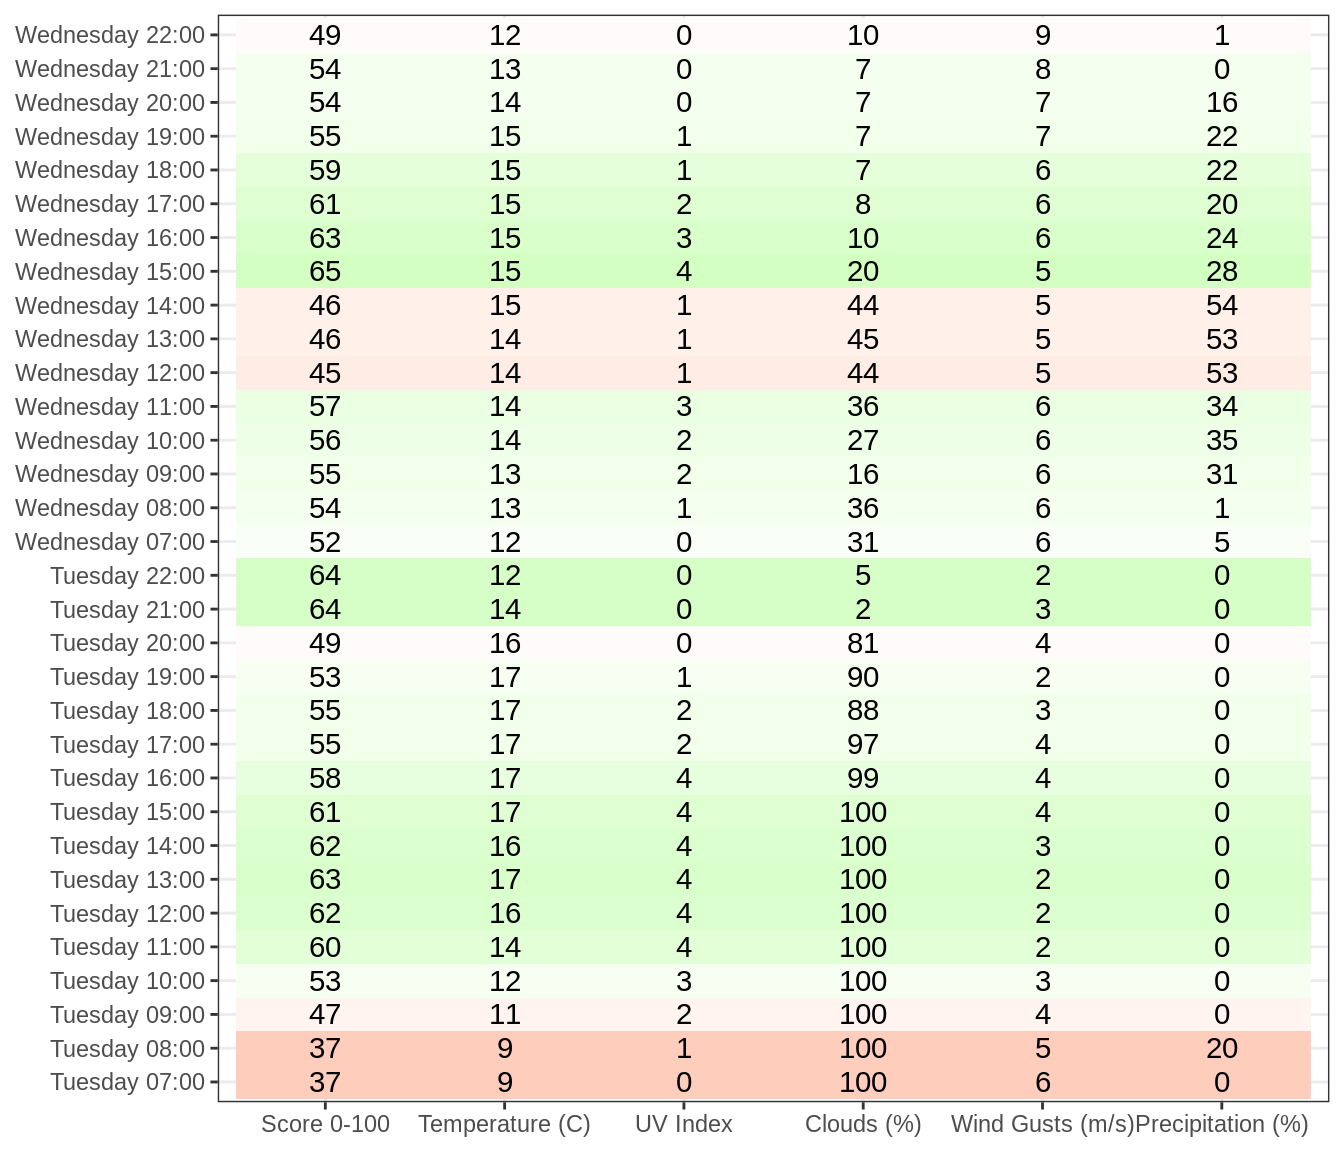 Wednesday 22:00 49 12 0 10 9 1
Wednesday 21:00 54 13 0 7 8 0
Wednesday 20:00 54 14 0 7 7 16
Wednesday 19:00 55 15 1 7 7 22
Wednesday 18:00 59 15 1 7 6 22
Wednesday 17:00 61 15 2 8 6 20
Wednesday 16:00 63 15 3 10 6 24
Wednesday 15:00 65 15 4 20 5 28
Wednesday 14:00 46 15 1 44 5 54
Wednesday 13:00 46 14 1 45 5 53
Wednesday 12:00 45 14 1 44 5 53
Wednesday 11:00 57 14 3 36 6 34
Wednesday 10:00 56 14 2 27 6 35
Wednesday 09:00 55 13 2 16 6 31
Wednesday 08:00 54 13 1 36 6 1
Wednesday 07:00 52 12 0 31 6 5
Tuesday 22:00 64 12 0 5 2 0
Tuesday 21:00 64 14 0 2 3 0
Tuesday 20:00 49 16 0 81 4 0
Tuesday 19:00 53 17 1 90 2 0
Tuesday 18:00 55 17 2 88 3 0
Tuesday 17:00 55 17 2 97 4 0
Tuesday 16:00 58 17 4 99 4 0
Tuesday 15:00 61 17 4 100 4 0
Tuesday 14:00 62 16 4 100 3 0
Tuesday 13:00 63 17 4 100 2 0
Tuesday 12:00 62 16 4 100 2 0
Tuesday 11:00 60 14 4 100 2 0
Tuesday 10:00 53 12 3 100 3 0
Tuesday 09:00 47 11 2 100 4 0
Tuesday 08:00 37 9 1 100 5 20
Tuesday 07:00 37 9 0 100 6 0
Score 0-100 Temperature (C) UV Index Clouds (%) Wind Gusts (m/s) Precipitation (%)